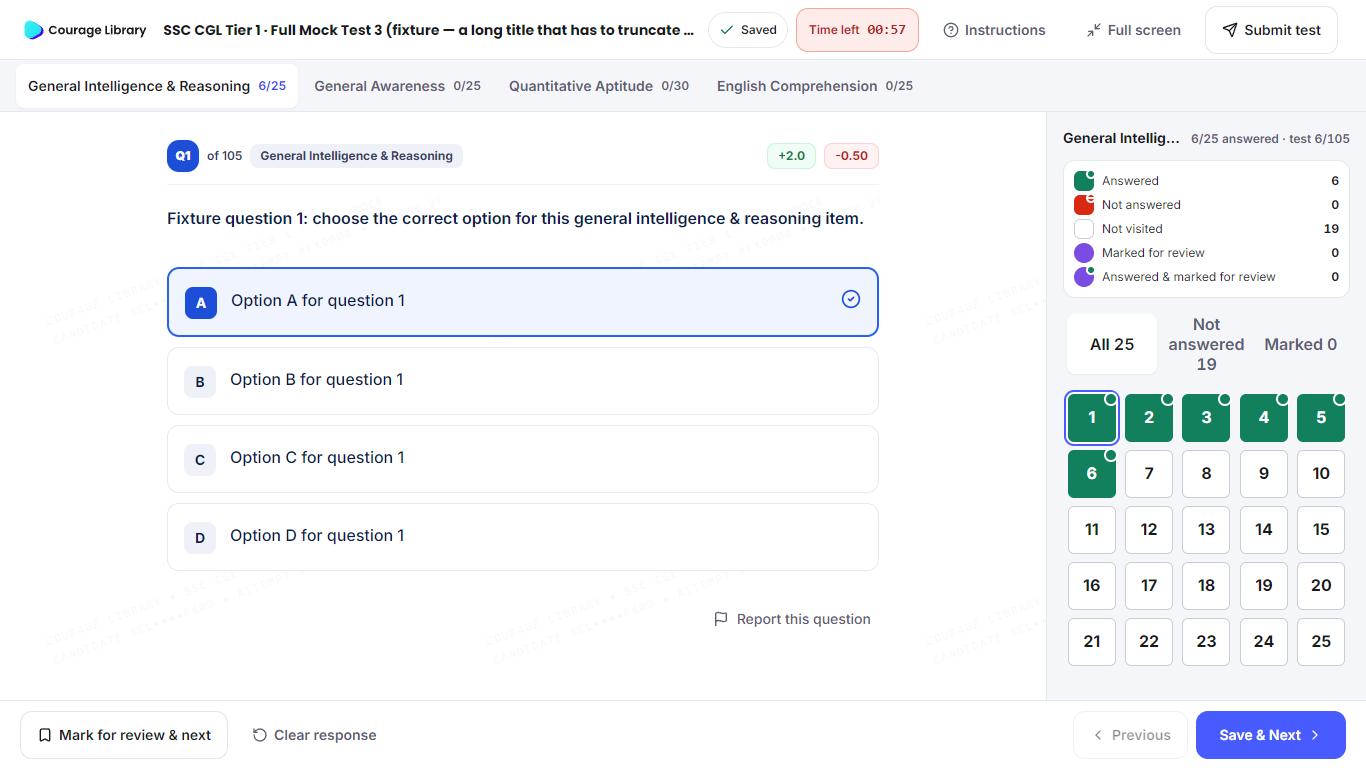 Courage Library
SSC CGL Tier 1 · Full Mock Test 3 (fixture — a long title that has to truncate ...
Saved
Time left 00:57
Instructions
Full screen
Submit test
General Intelligence & Reasoning 6/25
General Awareness 0/25
Quantitative Aptitude 0/30
English Comprehension 0/25
Q1 of 105 General Intelligence & Reasoning
+2.0 -0.50
Fixture question 1: choose the correct option for this general intelligence & reasoning item.
A Option A for question 1
B Option B for question 1
C Option C for question 1
D Option D for question 1
Report this question
General Intellig... 6/25 answered · test 6/105
Answered 6
Not answered 0
Not visited 19
Marked for review 0
Answered & marked for review 0
All 25
Not
answered
19
Marked 0
1 2 3 4 5
6 7 8 9 10
11 12 13 14 15
16 17 18 19 20
21 22 23 24 25
Mark for review & next
Clear response
Previous
Save & Next